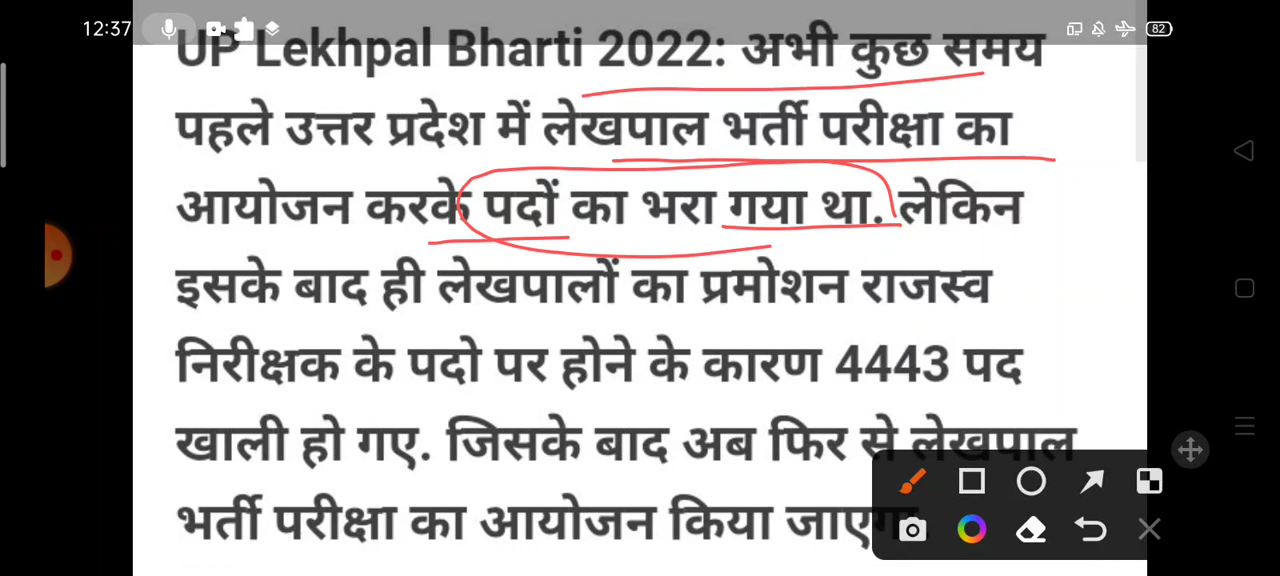 12:37
82
UP Lekhpal Bharti 2022: अभी कुछ समय
पहले उत्तर प्रदेश में लेखपाल भर्ती परीक्षा का
आयोजन करके पदों का भरा गया था. लेकिन
इसके बाद ही लेखपालों का प्रमोशन राजस्व
निरीक्षक के पदो पर होने के कारण 4443 पद
खाली हो गए. जिसके बाद अब फिर से लेखपाल
भर्ती परीक्षा का आयोजन किया जाएगा.